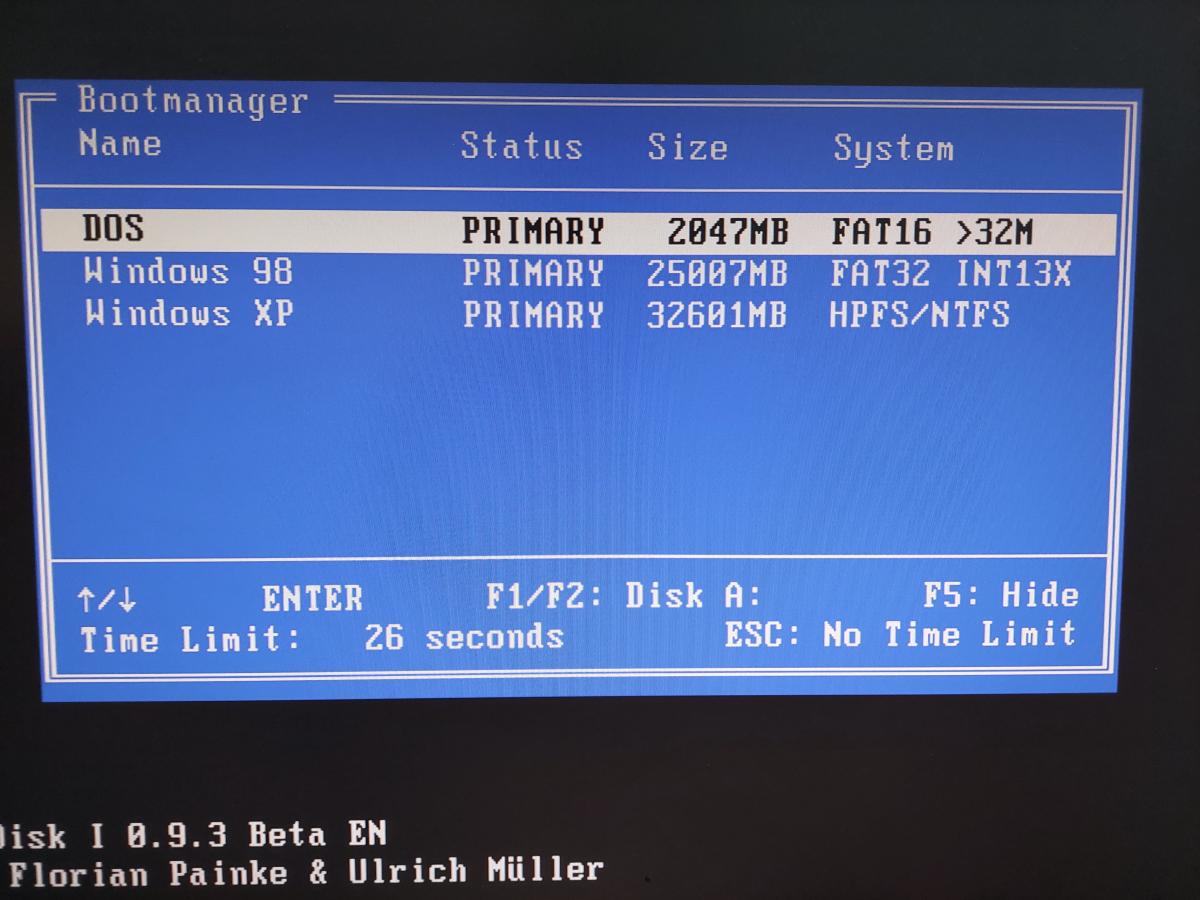 Bootmanager
Name Status Size System
DOS PRIMARY 2047MB FAT16 >32M
Windows 98 PRIMARY 25007MB FAT32 INT13X
Windows XP PRIMARY 32601MB HPFS/NTFS
↑/↓ ENTER F1/F2: Disk A: F5: Hide
Time Limit: 26 seconds ESC: No Time Limit
Disk I 0.9.3 Beta EN
Florian Painke & Ulrich Müller